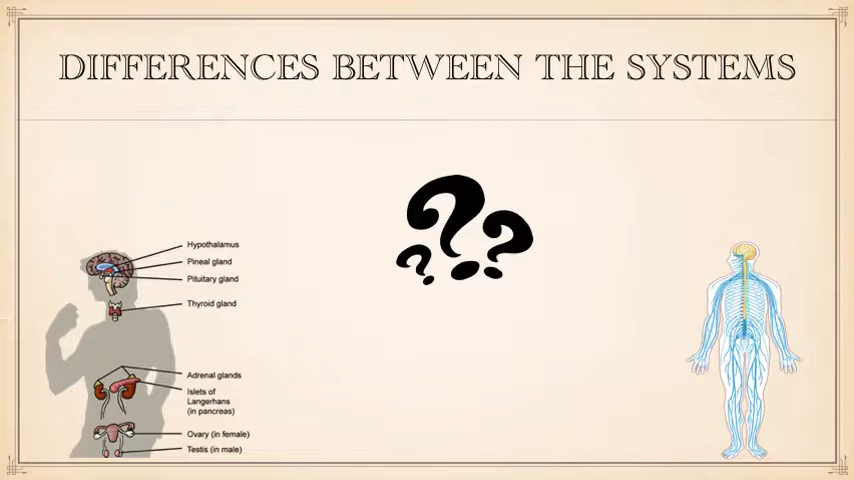 DIFFERENCES BETWEEN THE SYSTEMS
???
Hypothalamus
Pineal gland
Pituitary gland
Thyroid gland
Adrenal glands
Islets of
Langerhans
(in pancreas)
Ovary (in female)
Testis (in male)